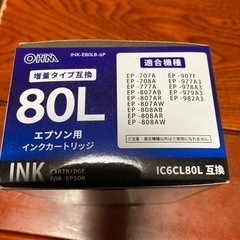 OHM
INK-E80LB-6P
増量タイプ互換
80L
エプソン用
インクカートリッジ
INK CARTRIDGE FOR EPSON
適合機種
EP-707A
EP-708A
EP-777A
EP-807AB
EP-807AR
EP-807AW
EP-808AB
EP-808AR
EP-808AW
EP-907F
EP-977A3
EP-978A3
EP-979A3
EP-982A3
IC6CL80L 互換